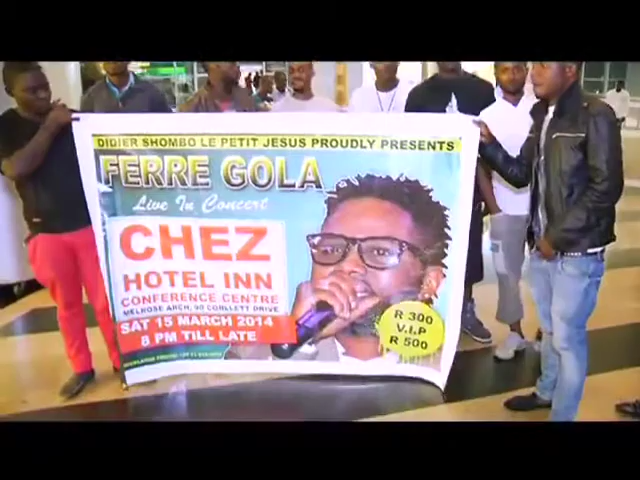 DIDIER SHOMBO LE PETIT JESUS PROUDLY PRESENTS
FERRE GOLA
Live In Concert
CHEZ
HOTEL INN
CONFERENCE CENTRE
MELROSE ARCH, 90 CORLETT DRIVE
SAT 15 MARCH 2014
8 PM TILL LATE
R 300
V.I.P
R 500